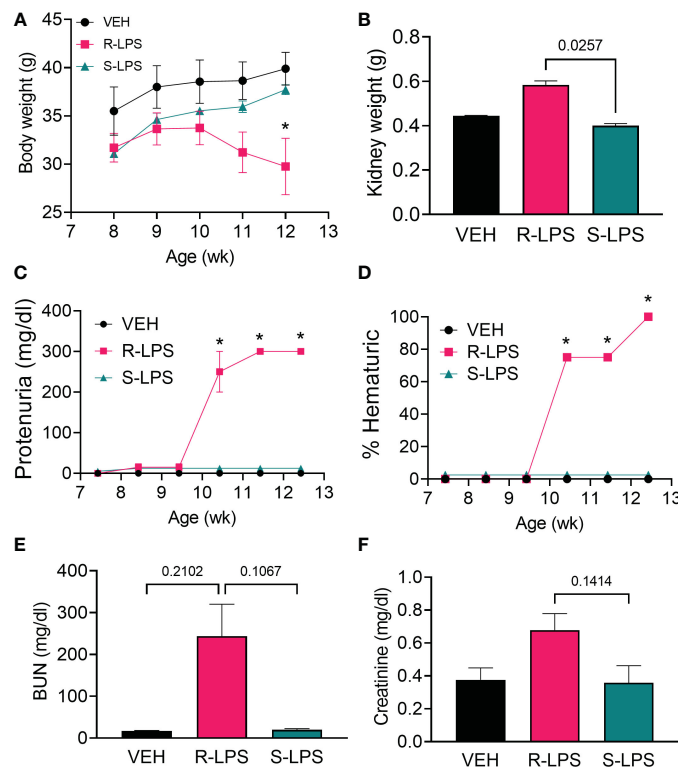 A
VEH
R-LPS
S-LPS
Body weight (g)
45
40
35
30
25
*
7 8 9 10 11 12 13
Age (wk)
B
Kidney weight (g)
0.8
0.6
0.4
0.2
0.0
0.0257
VEH R-LPS S-LPS
C
VEH
R-LPS
S-LPS
Protenuria (mg/dl)
400
300
200
100
0
* * *
7 8 9 10 11 12 13
Age (wk)
D
VEH
R-LPS
S-LPS
% Hematuric
100
80
60
40
20
0
* * *
7 8 9 10 11 12 13
Age (wk)
E
BUN (mg/dl)
400
300
200
100
0
0.2102 0.1067
VEH R-LPS S-LPS
F
Creatinine (mg/dl)
1.0
0.8
0.6
0.4
0.2
0.0
0.1414
VEH R-LPS S-LPS